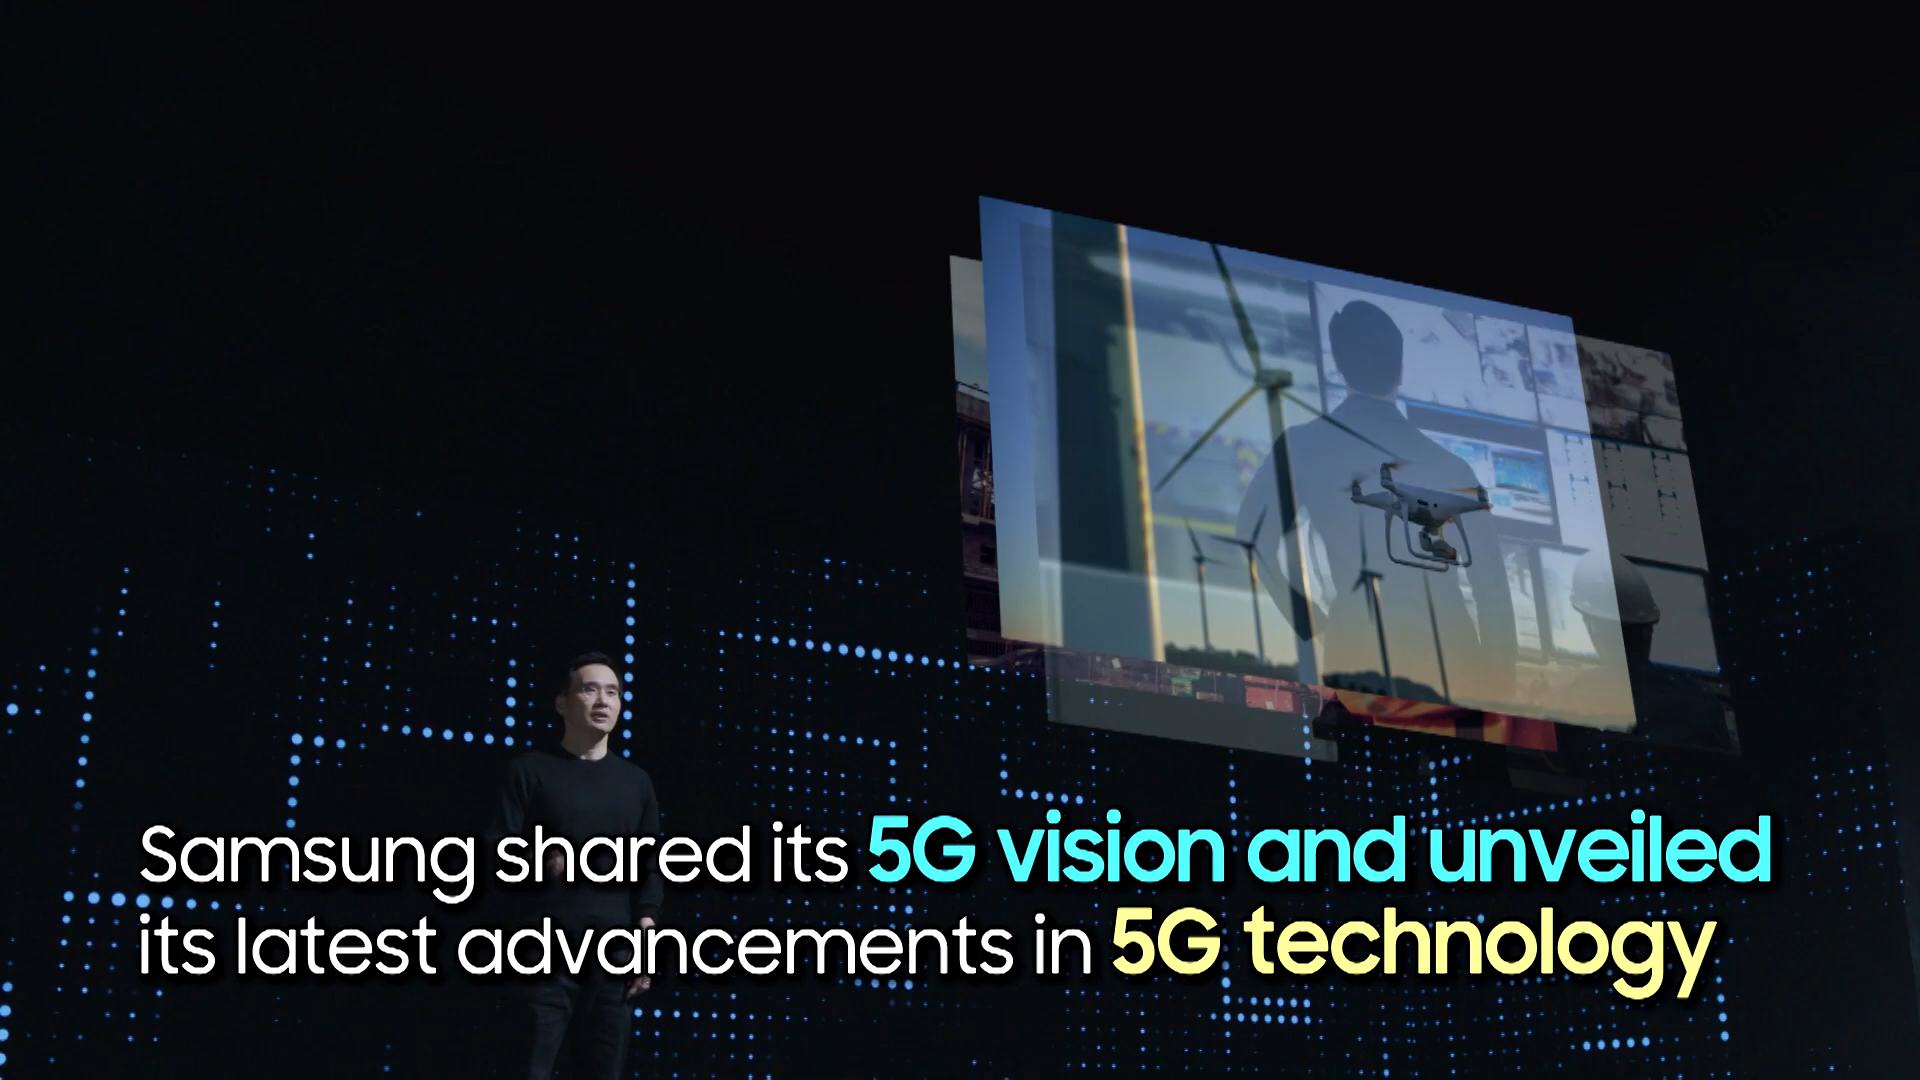 Samsung shared its 5G vision and unveiled
its latest advancements in 5G technology